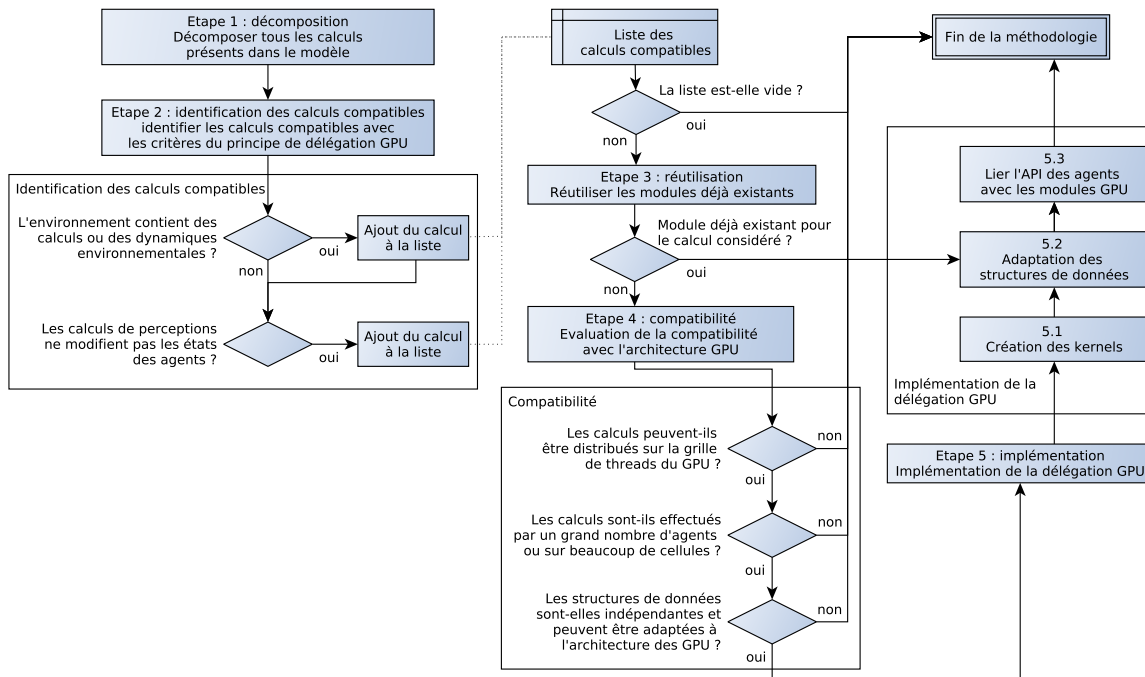 Etape 1 : décomposition
Décomposer tous les calculs
présents dans le modèle
Etape 2 : identification des calculs compatibles
identifier les calculs compatibles avec
les critères du principe de délégation GPU
Identification des calculs compatibles
L'environnement contient des
calculs ou des dynamiques
environnementales ?
oui
non
Ajout du calcul
à la liste
Les calculs de perceptions
ne modifient pas les états
des agents ?
oui
Ajout du calcul
à la liste
Liste des
calculs compatibles
La liste est-elle vide ?
oui
non
Etape 3 : réutilisation
Réutiliser les modules déjà existants
Module déjà existant pour
le calcul considéré ?
oui
non
Etape 4 : compatibilité
Evaluation de la compatibilité
avec l'architecture GPU
Compatibilité
Les calculs peuvent-ils
être distribués sur la grille
de threads du GPU ?
non
oui
Les calculs sont-ils effectués
par un grand nombre d'agents
ou sur beaucoup de cellules ?
non
oui
Les structures de données
sont-elles indépendantes et
peuvent être adaptées à
l'architecture des GPU ?
non
oui
Fin de la méthodologie
5.3
Lier l'API des agents
avec les modules GPU
5.2
Adaptation des
structures de données
5.1
Création des kernels
Implémentation de la
délégation GPU
Etape 5 : implémentation
Implémentation de la délégation GPU